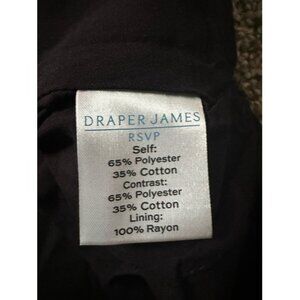 DRAPER JAMES
RSVP
Self:
65% Polyester
35% Cotton
Contrast:
65% Polyester
35% Cotton
Lining:
100% Rayon